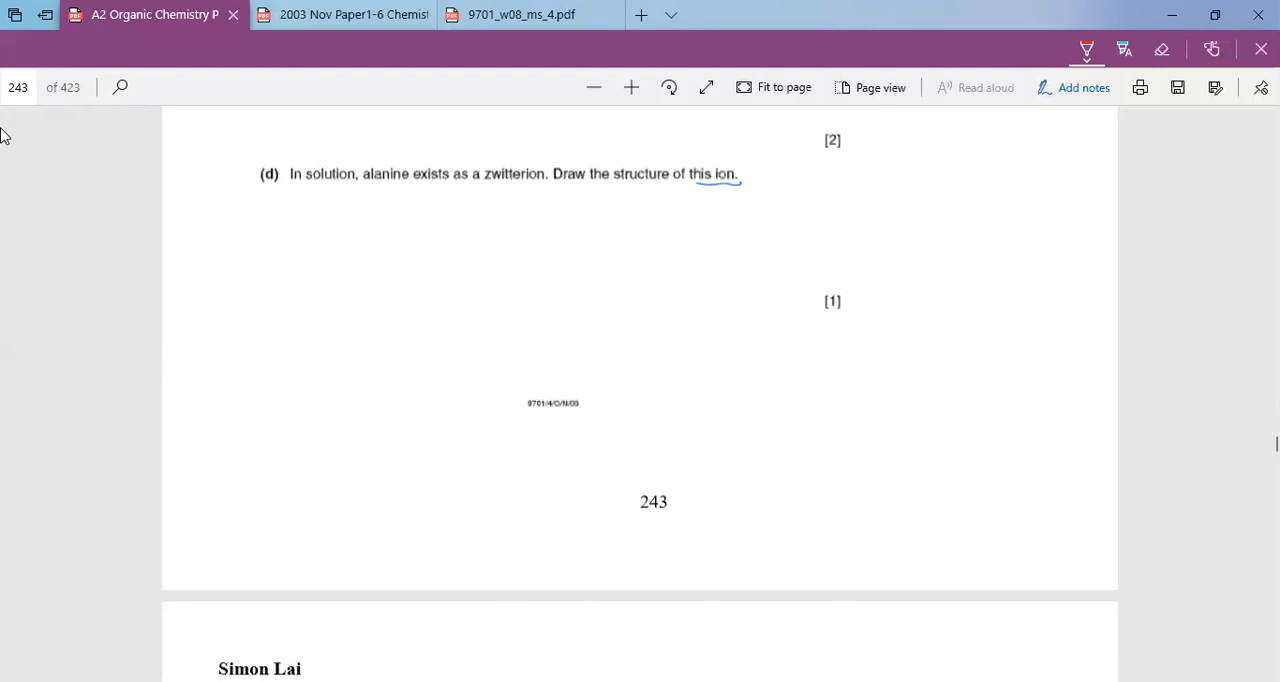 A2 Organic Chemistry P
2003 Nov Paper1-6 Chemist
9701_w08_ms_4.pdf
243 of 423
Fit to page
Page view
Read aloud
Add notes
[2]
(d) In solution, alanine exists as a zwitterion. Draw the structure of this ion.
[1]
9701/4/O/N/03
243
Simon Lai